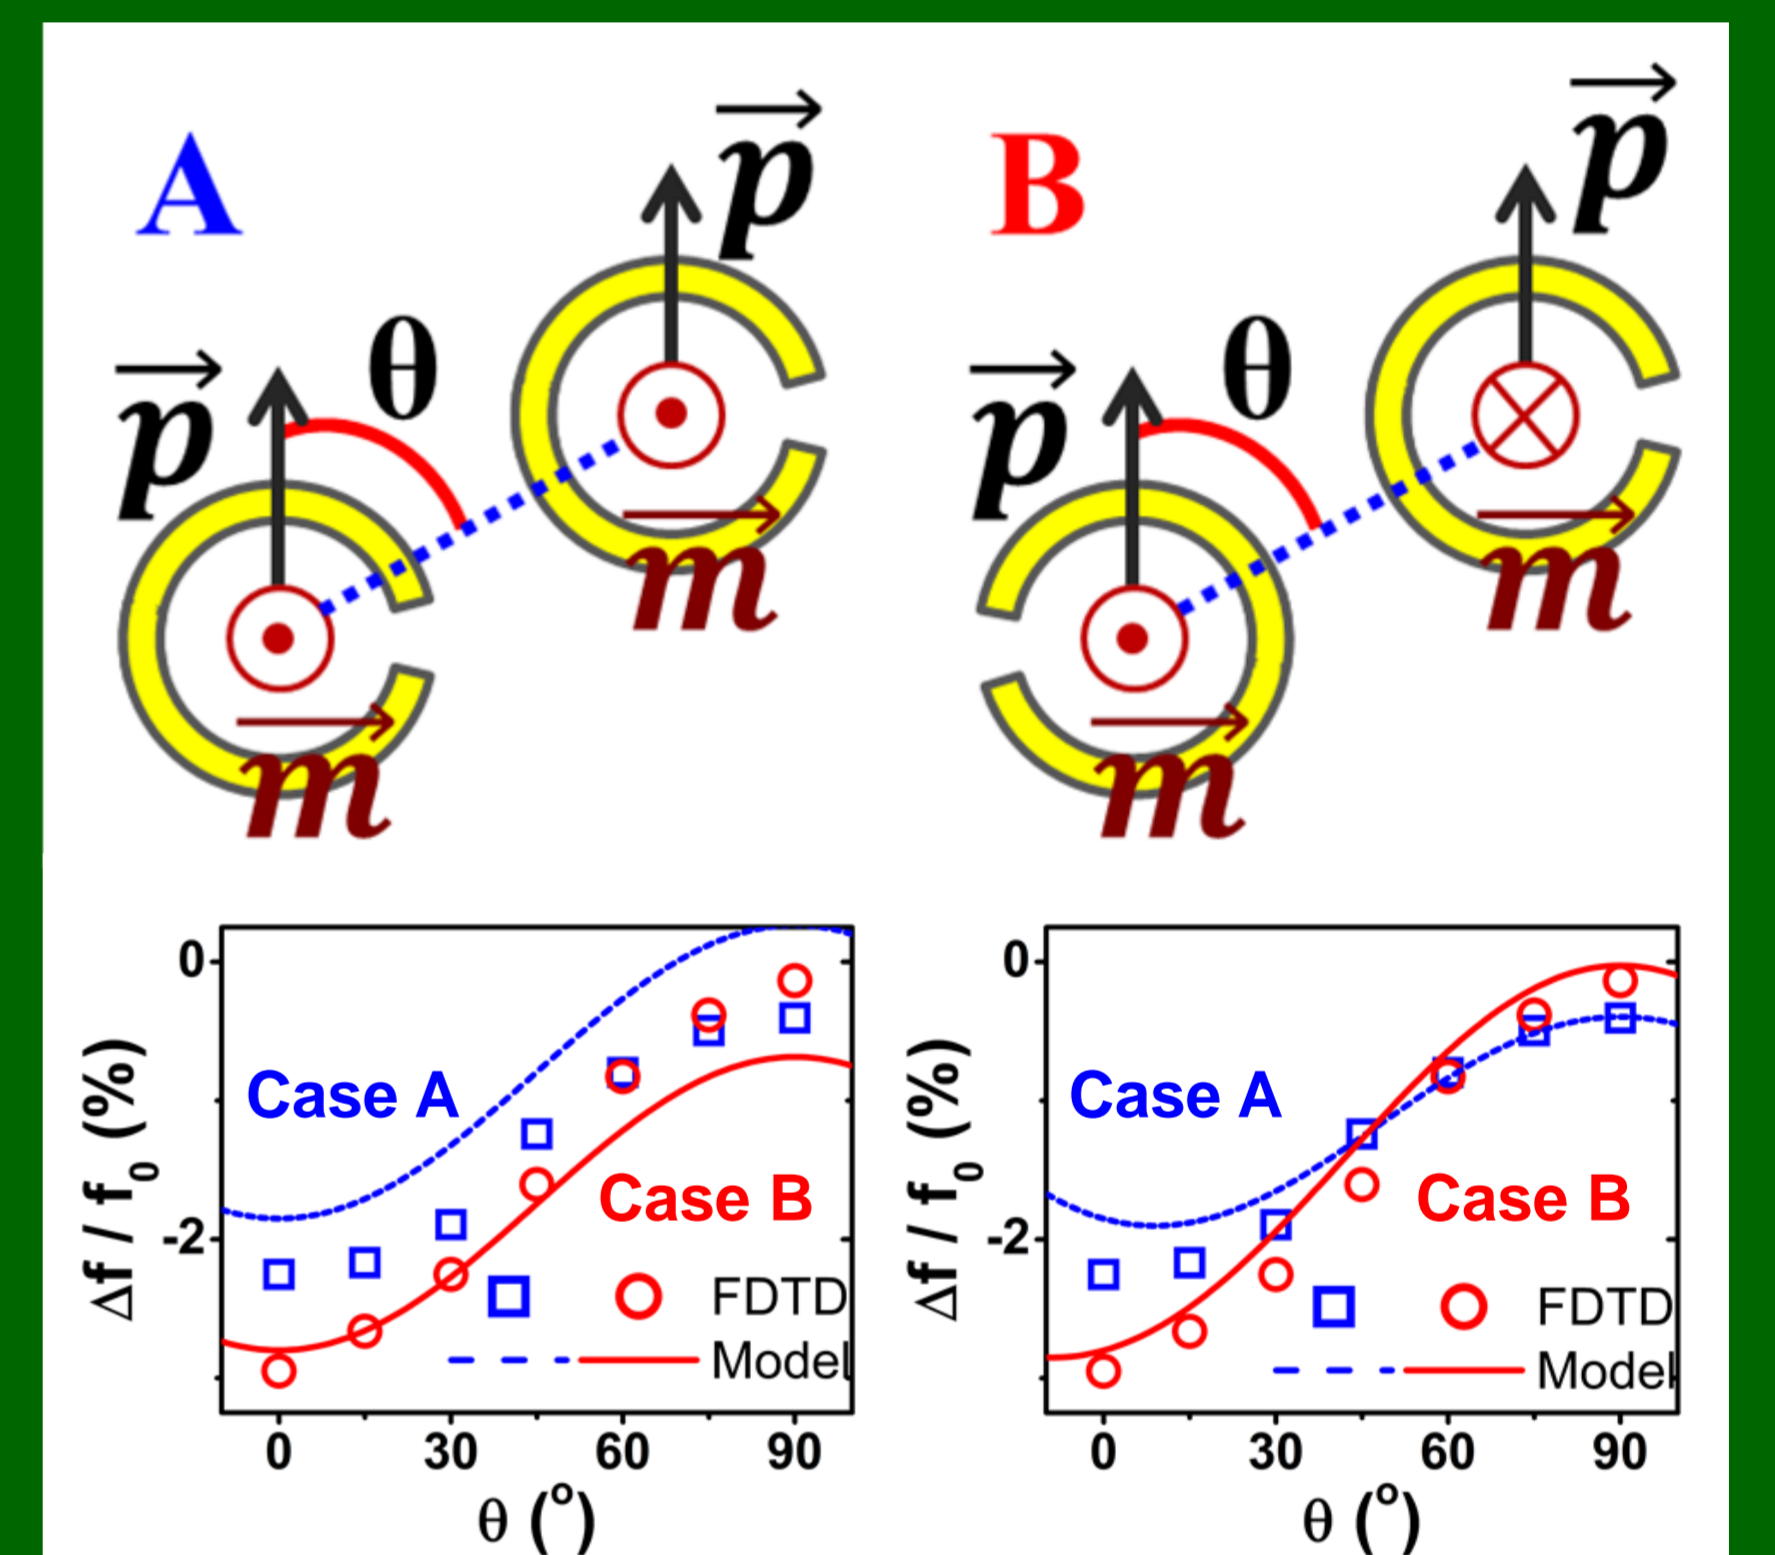 A
B
p
p
θ
m
m
p
p
θ
m
m
0
-2
Δf / f0 (%)
Case A
Case B
FDTD
Model
0 30 60 90
θ (°)
0
-2
Δf / f0 (%)
Case A
Case B
FDTD
Model
0 30 60 90
θ (°)